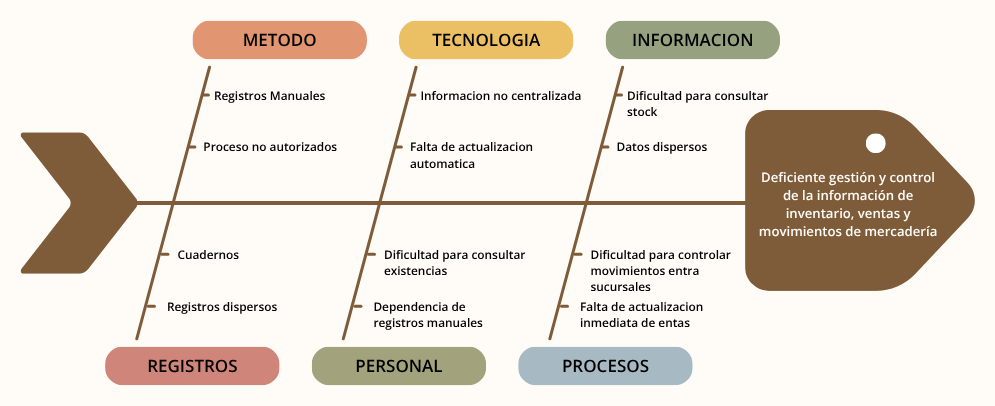 METODO
TECNOLOGIA
INFORMACION
Registros Manuales
Proceso no autorizados
Informacion no centralizada
Falta de actualizacion
automatica
Dificultad para consultar
stock
Datos dispersos
Deficiente gestión y control
de la información de
inventario, ventas y
movimientos de mercadería
Cuadernos
Registros dispersos
Dificultad para consultar
existencias
Dependencia de
registros manuales
Dificultad para controlar
movimientos entra
sucursales
Falta de actualizacion
inmediata de entas
REGISTROS
PERSONAL
PROCESOS